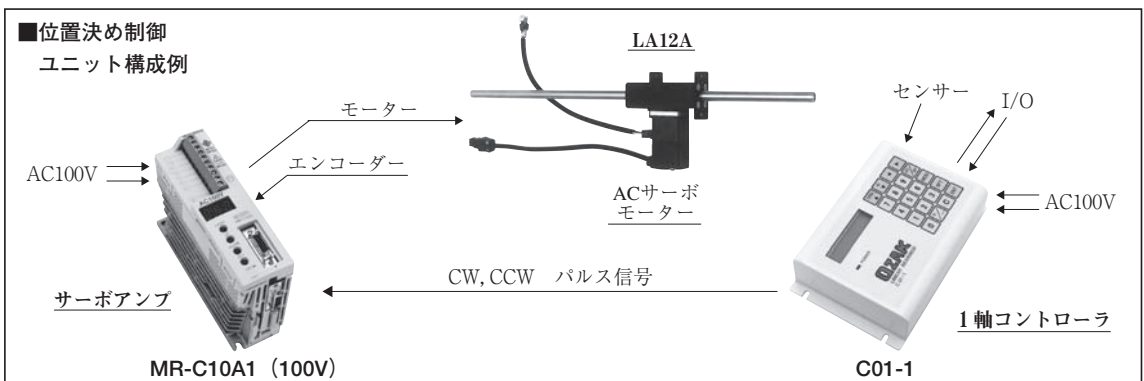 ■位置決め制御
ユニット構成例
LA12A
モーター
センサー
I/O
AC100V
エンコーダー
ACサーボ
モーター
AC100V
OZAK
CW, CCW パルス信号
サーボアンプ
1軸コントローラ
MR-C10A1（100V）
C01-1